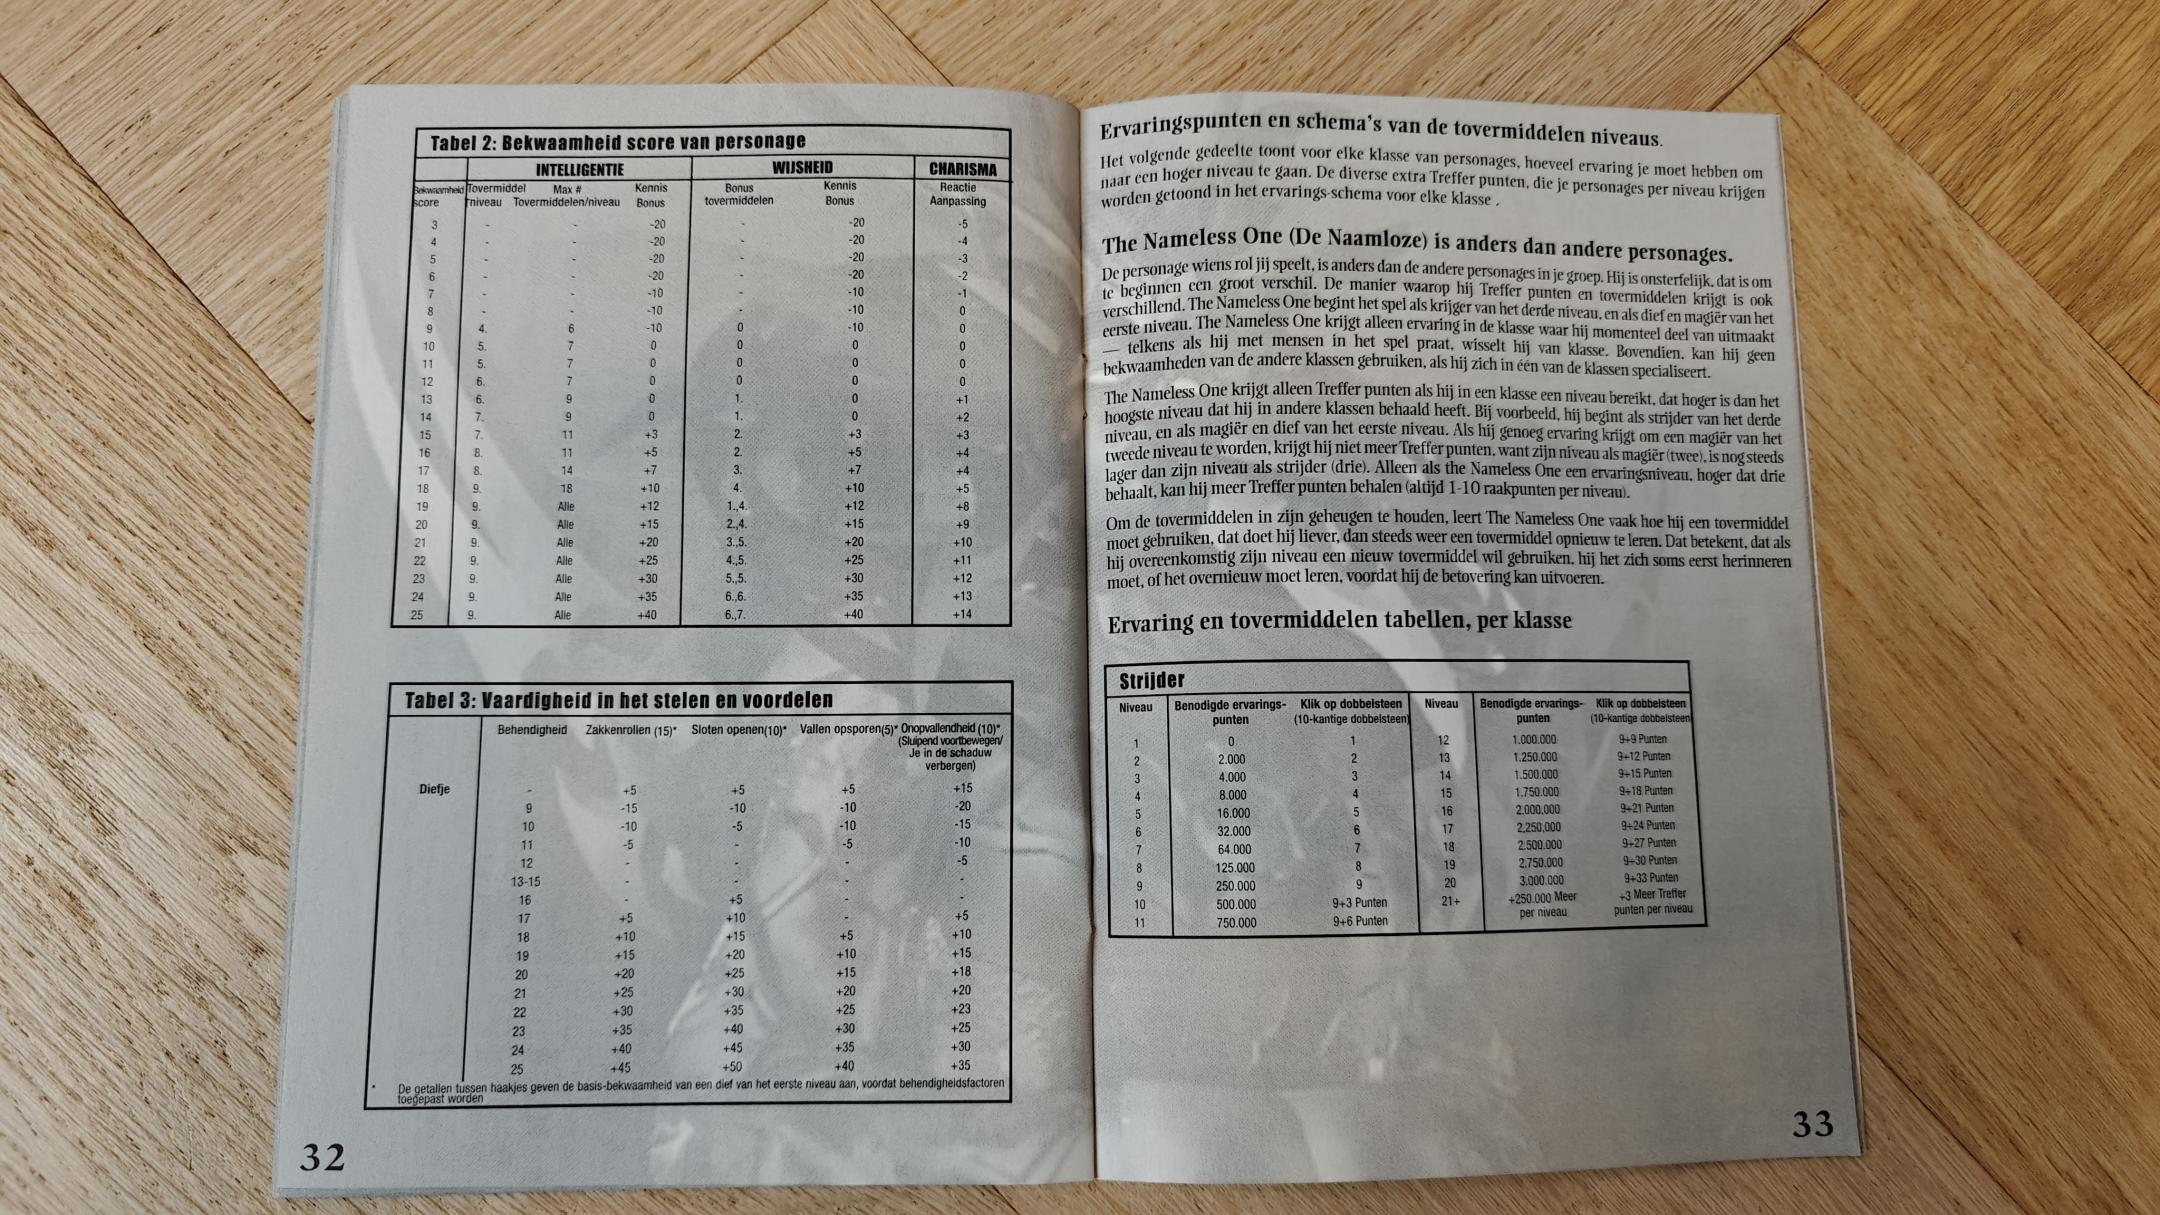 Tabel 2: Bekwaamheid score van personage
INTELLIGENTIE WIJSHEID CHARISMA
Bekwaamheid Tovermiddel Max # Kennis Bonus Kennis Reactie
score niveau Tovermiddelen/niveau Bonus tovermiddelen Bonus Aanpassing
3 - - -20 - -20 -5
4 - - -20 - -20 -4
5 - - -20 - -20 -3
6 - - -20 - -20 -2
7 - - -10 - -10 -1
8 - - -10 - -10 0
9 4. 6 -10 0 -10 0
10 5. 7 0 0 0 0
11 5. 7 0 0 0 0
12 6. 7 0 0 0 0
13 6. 9 0 1. 0 +1
14 7. 9 0 1. 0 +2
15 7. 11 +3 2. +3 +3
16 8. 11 +5 2. +5 +4
17 8. 14 +7 3. +7 +4
18 9. 18 +10 4. +10 +5
19 9. Alle +12 1.,4. +12 +8
20 9. Alle +15 2.,4. +15 +9
21 9. Alle +20 3.,5. +20 +10
22 9. Alle +25 4.,5. +25 +11
23 9. Alle +30 5.,5. +30 +12
24 9. Alle +35 6.,6. +35 +13
25 9. Alle +40 6.,7. +40 +14
Tabel 3: Vaardigheid in het stelen en voordelen
Behendigheid Zakkenrollen (15)* Sloten openen(10)* Vallen opsporen(5)* Onopvallendheid (10)*
(Sluipend voortbewegen/
Je in de schaduw
verbergen)
Diefje - +5 +5 +5 +15
9 -15 -10 -10 -20
10 -10 -5 -10 -15
11 -5 - -5 -10
12 - - - -5
13-15 - - - -
16 - +5 - -
17 +5 +10 - +5
18 +10 +15 +5 +10
19 +15 +20 +10 +15
20 +20 +25 +15 +18
21 +25 +30 +20 +20
22 +30 +35 +25 +23
23 +35 +40 +30 +25
24 +40 +45 +35 +30
25 +45 +50 +40 +35
* De getallen tussen haakjes geven de basis-bekwaamheid van een dief van het eerste niveau aan, voordat behendigheidsfactoren
toegepast worden
32
Ervaringspunten en schema's van de tovermiddelen niveaus.
Het volgende gedeelte toont voor elke klasse van personages, hoeveel ervaring je moet hebben om
naar een hoger niveau te gaan. De diverse extra Treffer punten, die je personages per niveau krijgen
worden getoond in het ervarings-schema voor elke klasse .
The Nameless One (De Naamloze) is anders dan andere personages.
De personage wiens rol jij speelt, is anders dan de andere personages in je groep. Hij is onsterfelijk, dat is om
te beginnen een groot verschil. De manier waarop hij Treffer punten en tovermiddelen krijgt is ook
verschillend. The Nameless One begint het spel als krijger van het derde niveau, en als dief en magiër van het
eerste niveau. The Nameless One krijgt alleen ervaring in de klasse waar hij momenteel deel van uitmaakt
— telkens als hij met mensen in het spel praat, wisselt hij van klasse. Bovendien, kan hij geen
bekwaamheden van de andere klassen gebruiken, als hij zich in één van de klassen specialiseert.
The Nameless One krijgt alleen Treffer punten als hij in een klasse een niveau bereikt, dat hoger is dan het
hoogste niveau dat hij in andere klassen behaald heeft. Bij voorbeeld, hij begint als strijder van het derde
niveau, en als magiër en dief van het eerste niveau. Als hij genoeg ervaring krijgt om een magiër van het
tweede niveau te worden, krijgt hij niet meer Treffer punten, want zijn niveau als magiër (twee), is nog steeds
lager dan zijn niveau als strijder (drie). Alleen als the Nameless One een ervaringsniveau, hoger dat drie
behaalt, kan hij meer Treffer punten behalen (altijd 1-10 raakpunten per niveau).
Om de tovermiddelen in zijn geheugen te houden, leert The Nameless One vaak hoe hij een tovermiddel
moet gebruiken, dat doet hij liever, dan steeds weer een tovermiddel opnieuw te leren. Dat betekent, dat als
hij overeenkomstig zijn niveau een nieuw tovermiddel wil gebruiken, hij het zich soms eerst herinneren
moet, of het overnieuw moet leren, voordat hij de betovering kan uitvoeren.
Ervaring en tovermiddelen tabellen, per klasse
Strijder
Niveau Benodigde ervarings- Klik op dobbelsteen Niveau Benodigde ervarings- Klik op dobbelsteen
punten (10-kantige dobbelsteen) punten (10-kantige dobbelsteen)
1 0 1 12 1.000.000 9+9 Punten
2 2.000 2 13 1.250.000 9+12 Punten
3 4.000 3 14 1.500.000 9+15 Punten
4 8.000 4 15 1.750.000 9+18 Punten
5 16.000 5 16 2.000,000 9+21 Punten
6 32.000 6 17 2,250,000 9+24 Punten
7 64.000 7 18 2.500.000 9+27 Punten
8 125.000 8 19 2,750.000 9+30 Punten
9 250.000 9 20 3.000.000 9+33 Punten
10 500.000 9+3 Punten 21+ +250.000 Meer +3 Meer Treffer
11 750.000 9+6 Punten per niveau punten per niveau
33